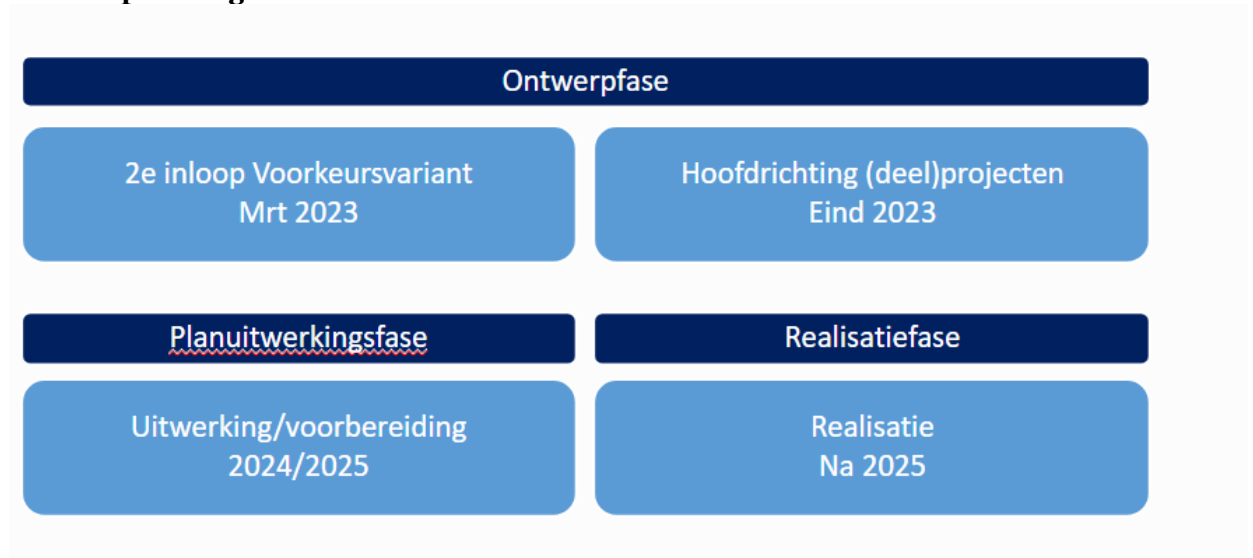 Ontwerpfase
2e inloop Voorkeursvariant
Mrt 2023
Hoofdrichting (deel)projecten
Eind 2023
Planuitwerkingsfase
Realisatiefase
Uitwerking/voorbereiding
2024/2025
Realisatie
Na 2025